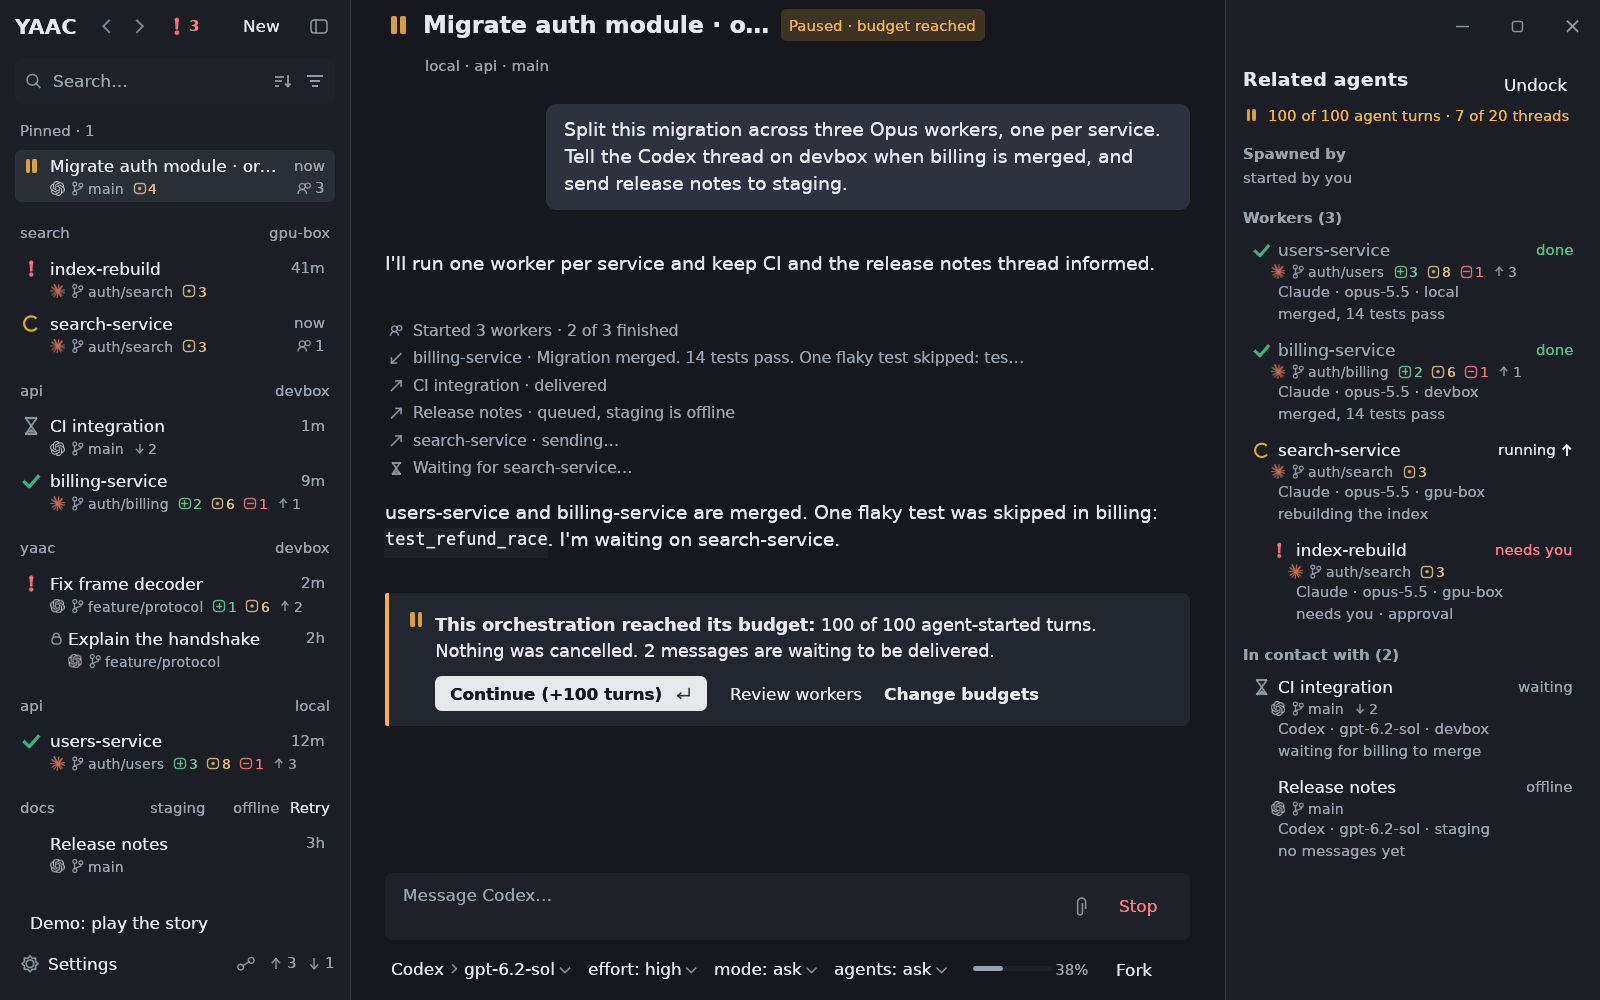 YAAC 3 New
Search...
Pinned · 1
Migrate auth module · or... now
main 4 3
search gpu-box
index-rebuild 41m
auth/search 3
search-service now
auth/search 3 1
api devbox
CI integration 1m
main ↓2
billing-service 9m
auth/billing 2 6 1 ↑1
yaac devbox
Fix frame decoder 2m
feature/protocol 1 6 ↑2
Explain the handshake 2h
feature/protocol
api local
users-service 12m
auth/users 3 8 1 ↑3
docs staging offline Retry
Release notes 3h
main
Demo: play the story
Settings ↑3 ↓1
Migrate auth module · o... Paused · budget reached
local · api · main
Split this migration across three Opus workers, one per service.
Tell the Codex thread on devbox when billing is merged, and
send release notes to staging.
I'll run one worker per service and keep CI and the release notes thread informed.
Started 3 workers · 2 of 3 finished
↙ billing-service · Migration merged. 14 tests pass. One flaky test skipped: tes...
↗ CI integration · delivered
↗ Release notes · queued, staging is offline
↗ search-service · sending...
Waiting for search-service...
users-service and billing-service are merged. One flaky test was skipped in billing:
test_refund_race. I'm waiting on search-service.
This orchestration reached its budget: 100 of 100 agent-started turns.
Nothing was cancelled. 2 messages are waiting to be delivered.
Continue (+100 turns) ↵ Review workers Change budgets
Message Codex...
Stop
Codex > gpt-6.2-sol effort: high mode: ask agents: ask 38% Fork
Related agents Undock
100 of 100 agent turns · 7 of 20 threads
Spawned by
started by you
Workers (3)
users-service done
auth/users 3 8 1 ↑3
Claude · opus-5.5 · local
merged, 14 tests pass
billing-service done
auth/billing 2 6 1 ↑1
Claude · opus-5.5 · devbox
merged, 14 tests pass
search-service running ↑
auth/search 3
Claude · opus-5.5 · gpu-box
rebuilding the index
index-rebuild needs you
auth/search 3
Claude · opus-5.5 · gpu-box
needs you · approval
In contact with (2)
CI integration waiting
main ↓2
Codex · gpt-6.2-sol · devbox
waiting for billing to merge
Release notes offline
main
Codex · gpt-6.2-sol · staging
no messages yet